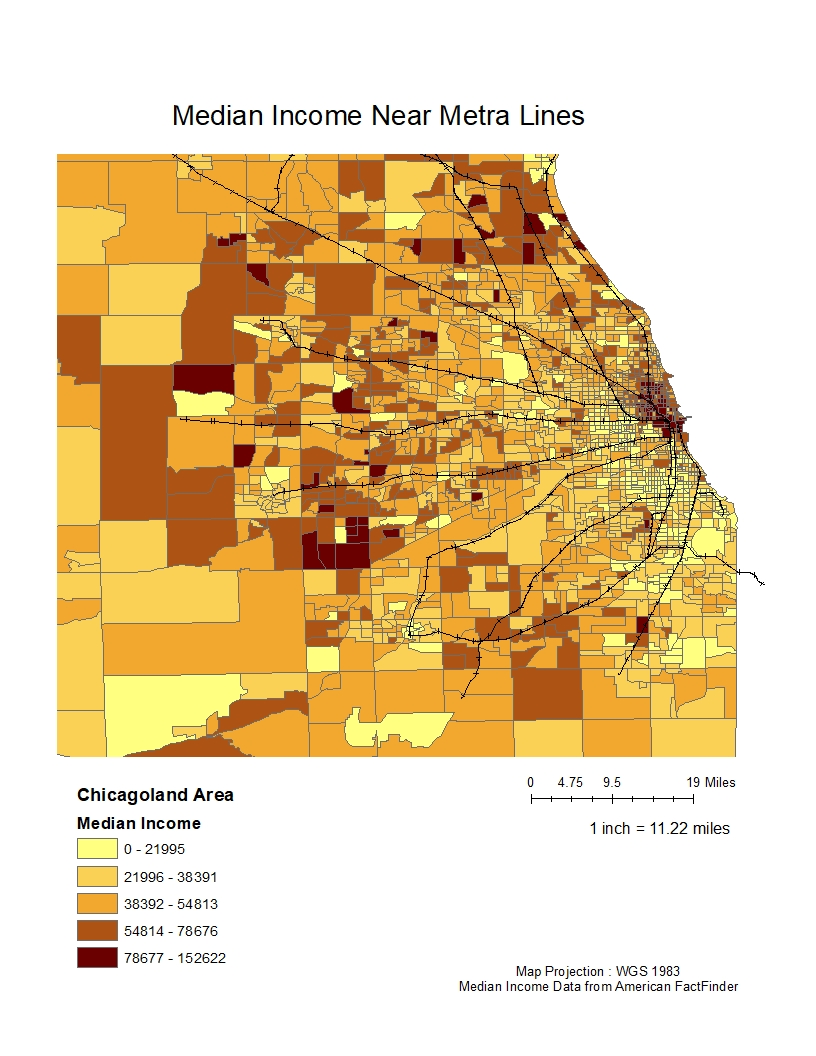 Median Income Near Metra Lines
0 4.75 9.5 19 Miles
1 inch = 11.22 miles
Chicagoland Area
Median Income
0 - 21995
21996 - 38391
38392 - 54813
54814 - 78676
78677 - 152622
Map Projection : WGS 1983
Median Income Data from American FactFinder